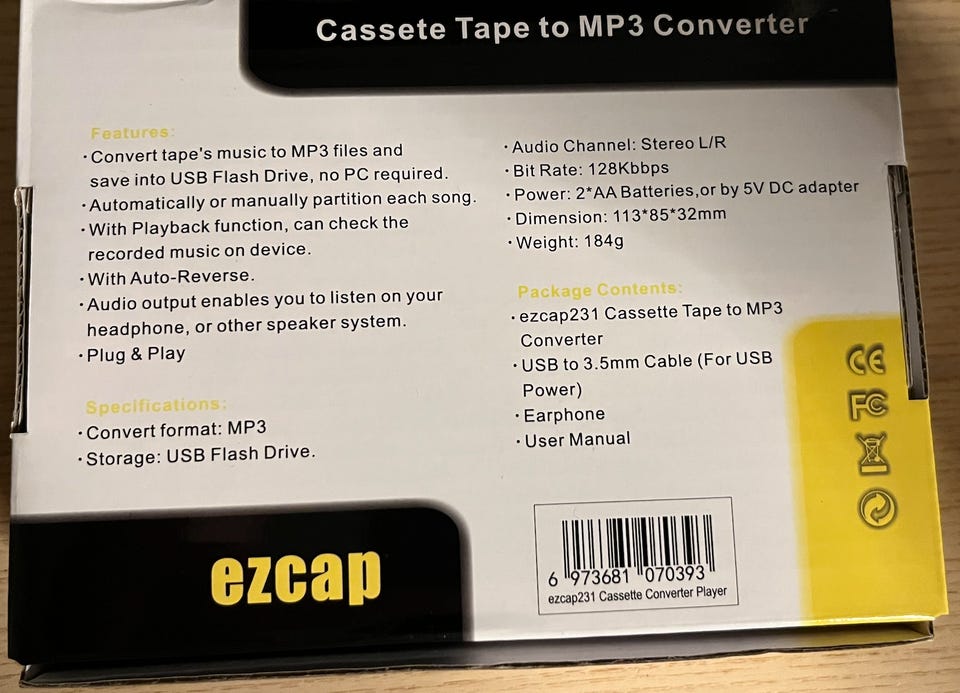 Cassete Tape to MP3 Converter
Features:
·Convert tape's music to MP3 files and
save into USB Flash Drive, no PC required.
·Automatically or manually partition each song.
·With Playback function, can check the
recorded music on device.
·With Auto-Reverse.
·Audio output enables you to listen on your
headphone, or other speaker system.
·Plug & Play
Specifications:
·Convert format: MP3
·Storage: USB Flash Drive.
·Audio Channel: Stereo L/R
·Bit Rate: 128Kbbps
·Power: 2*AA Batteries,or by 5V DC adapter
·Dimension: 113*85*32mm
·Weight: 184g
Package Contents:
·ezcap231 Cassette Tape to MP3
Converter
·USB to 3.5mm Cable (For USB
Power)
·Earphone
·User Manual
CE
FC
ezcap
6 973681 070393
ezcap231 Cassette Converter Player